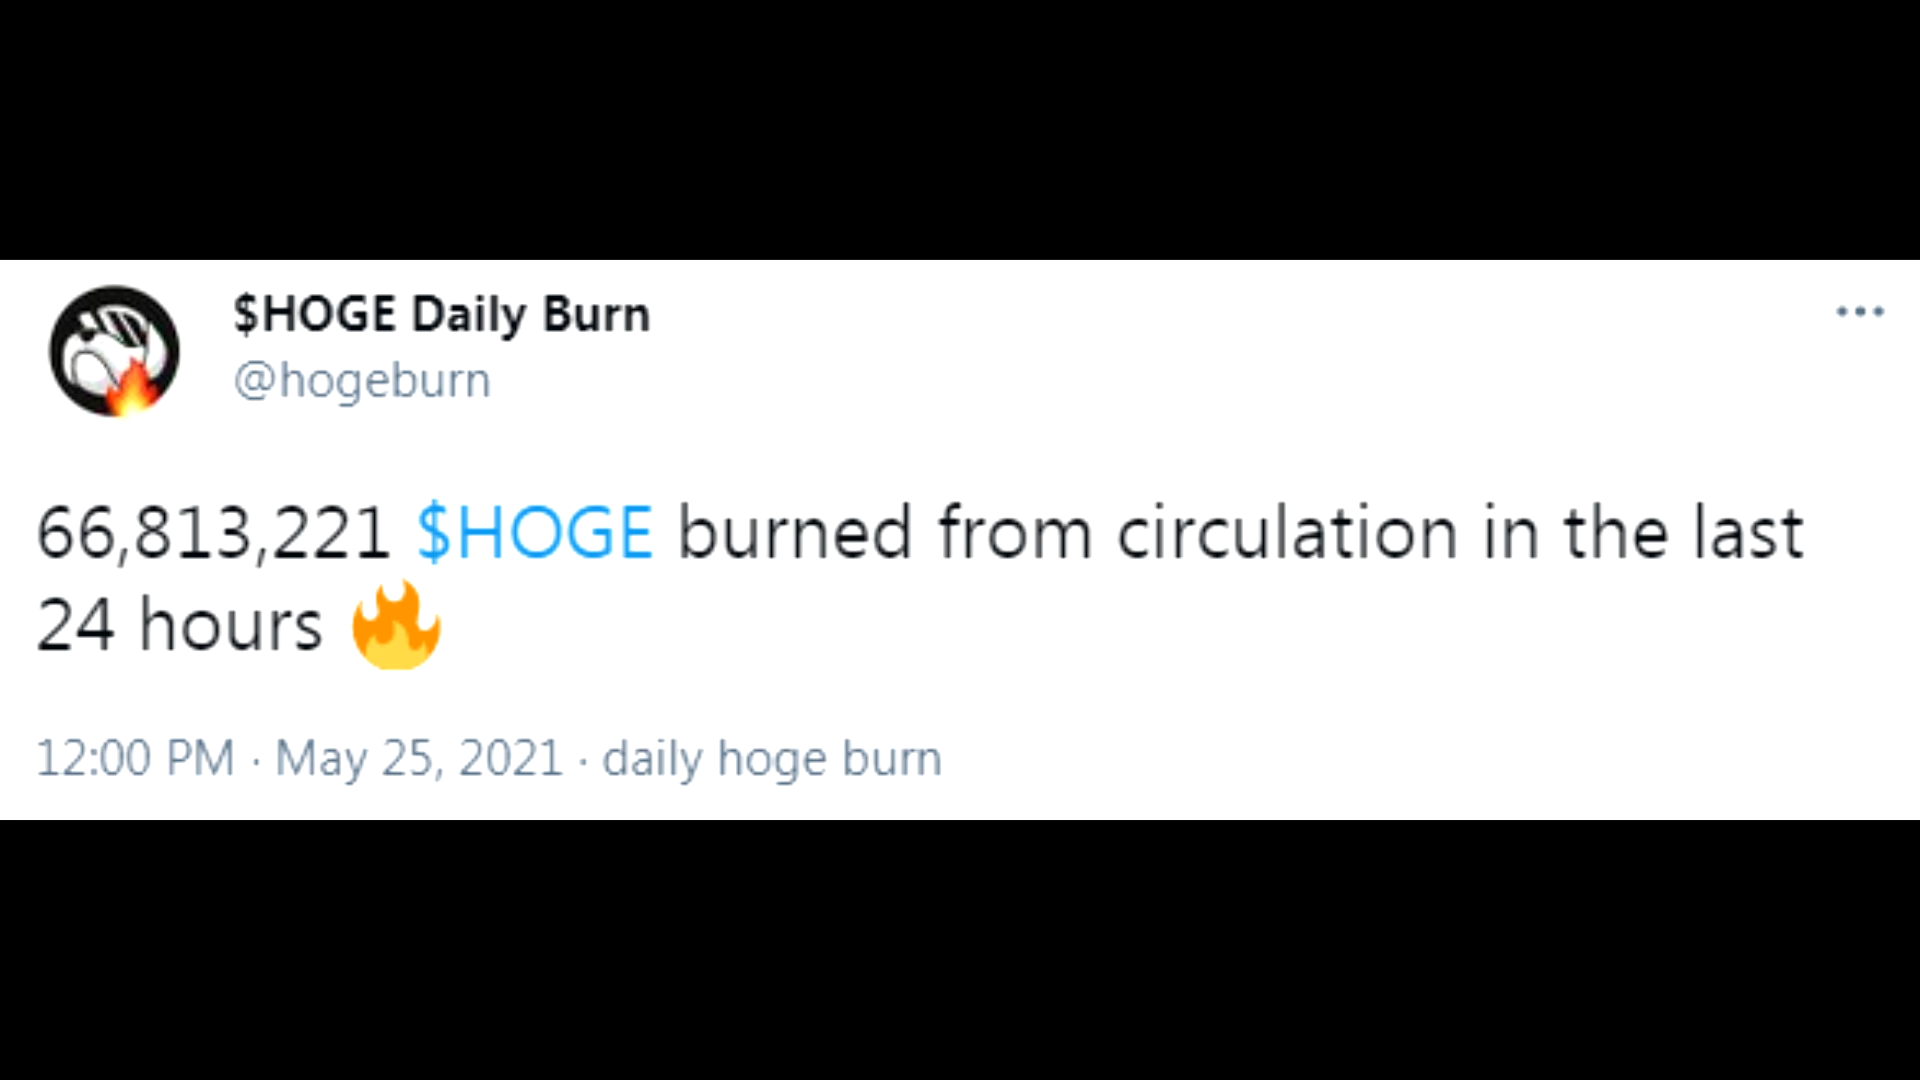 $HOGE Daily Burn
@hogeburn
66,813,221 $HOGE burned from circulation in the last
24 hours 🔥
12:00 PM · May 25, 2021 · daily hoge burn